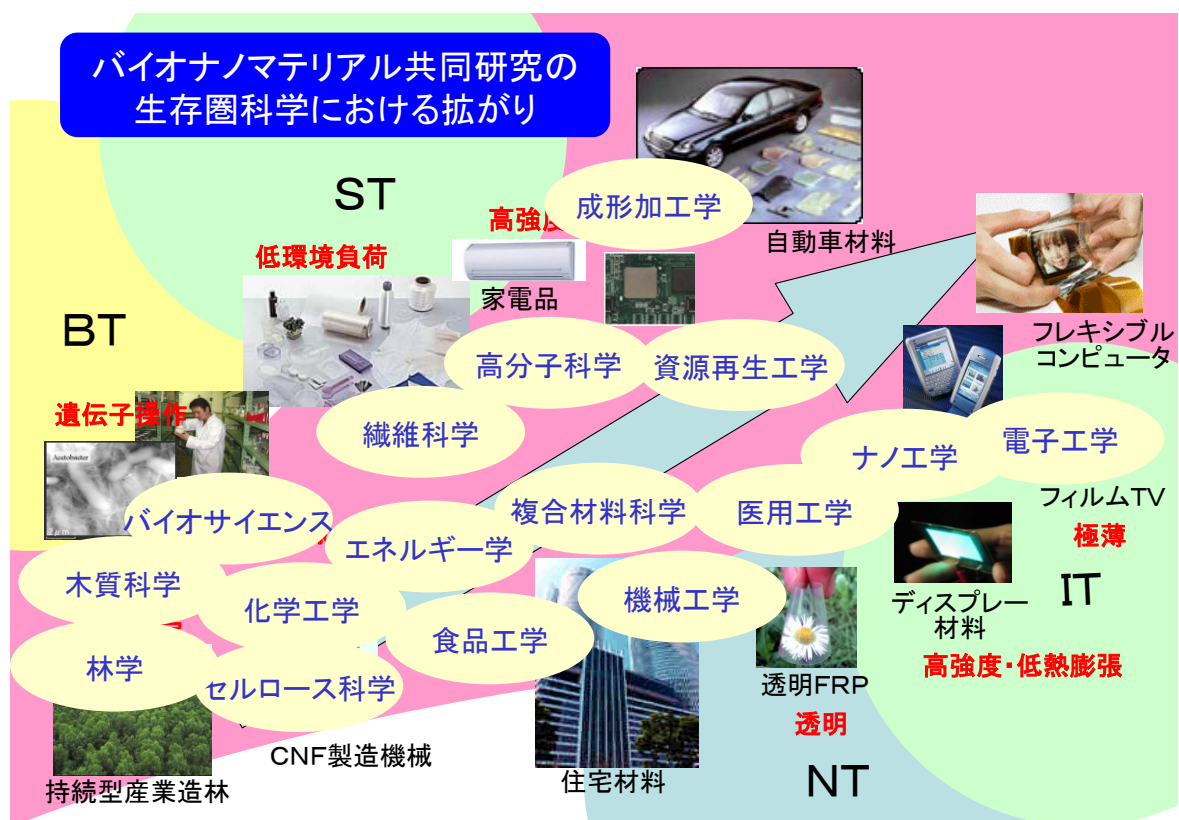 バイオナノマテリアル共同研究の
生存圏科学における拡がり
ST
高強度
成形加工学
自動車材料
低環境負荷
家電品
BT
フレキシブル
コンピュータ
高分子科学
資源再生工学
遺伝子操作
繊維科学
ナノ工学
電子工学
Acetobacter
2μm
バイオサイエンス
エネルギー学
複合材料科学
医用工学
フィルムTV
極薄
木質科学
化学工学
食品工学
機械工学
ディスプレー
材料
IT
林学
セルロース科学
透明FRP
高強度・低熱膨張
透明
CNF製造機械
持続型産業造林
住宅材料
NT